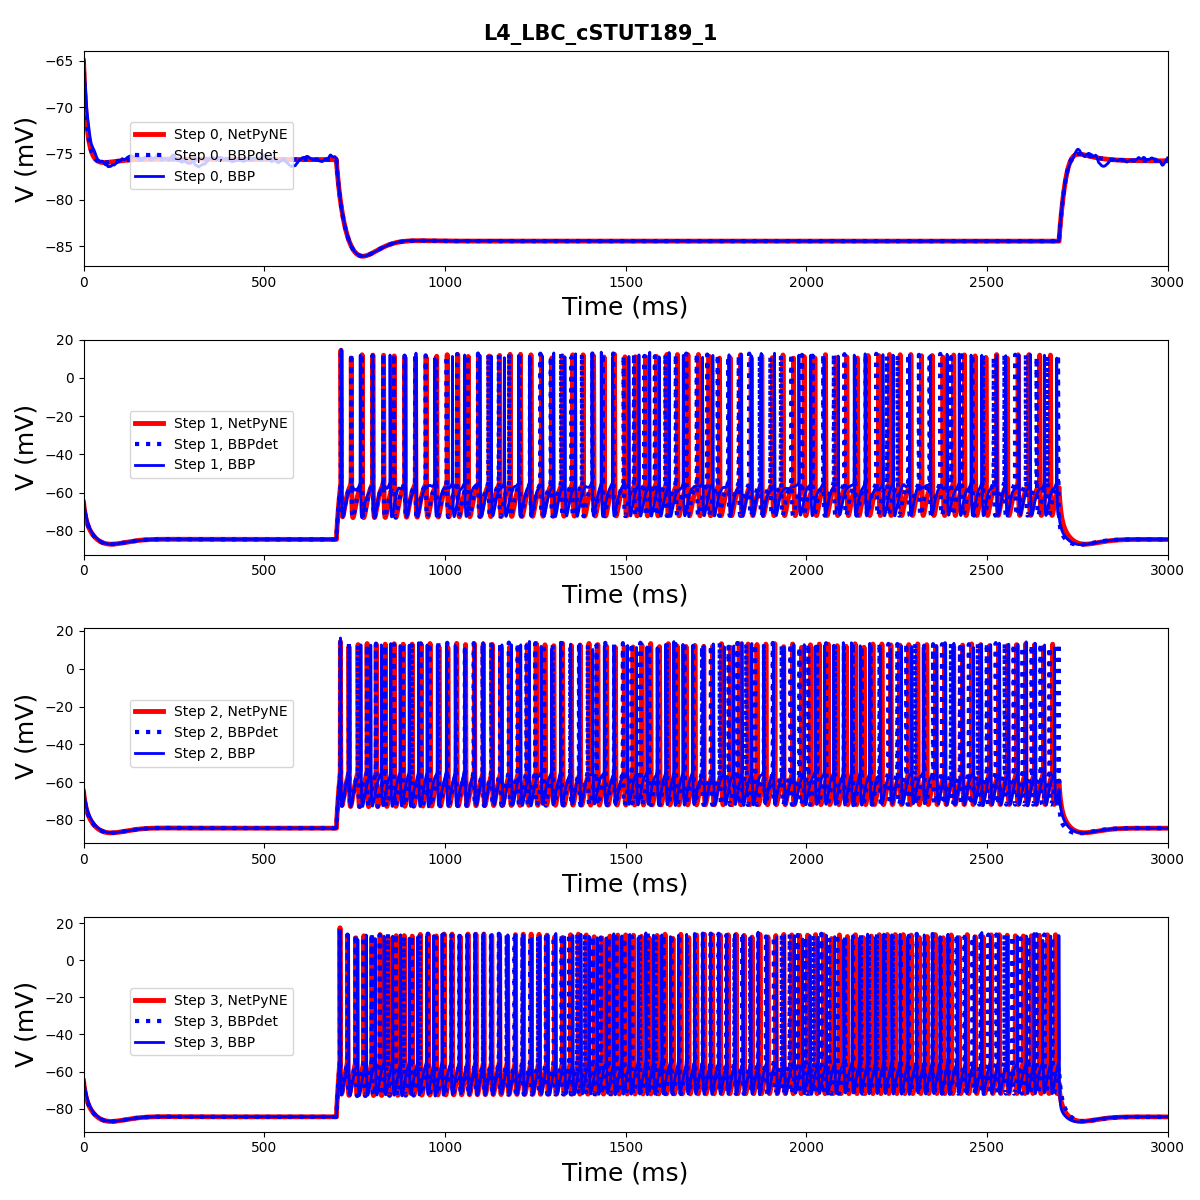 L4_LBC_cSTUT189_1
V (mV)
−65
−70
−75
−80
−85
Step 0, NetPyNE
Step 0, BBPdet
Step 0, BBP
0 500 1000 1500 2000 2500 3000
Time (ms)
V (mV)
20
0
−20
−40
−60
−80
Step 1, NetPyNE
Step 1, BBPdet
Step 1, BBP
0 500 1000 1500 2000 2500 3000
Time (ms)
V (mV)
20
0
−20
−40
−60
−80
Step 2, NetPyNE
Step 2, BBPdet
Step 2, BBP
0 500 1000 1500 2000 2500 3000
Time (ms)
V (mV)
20
0
−20
−40
−60
−80
Step 3, NetPyNE
Step 3, BBPdet
Step 3, BBP
0 500 1000 1500 2000 2500 3000
Time (ms)